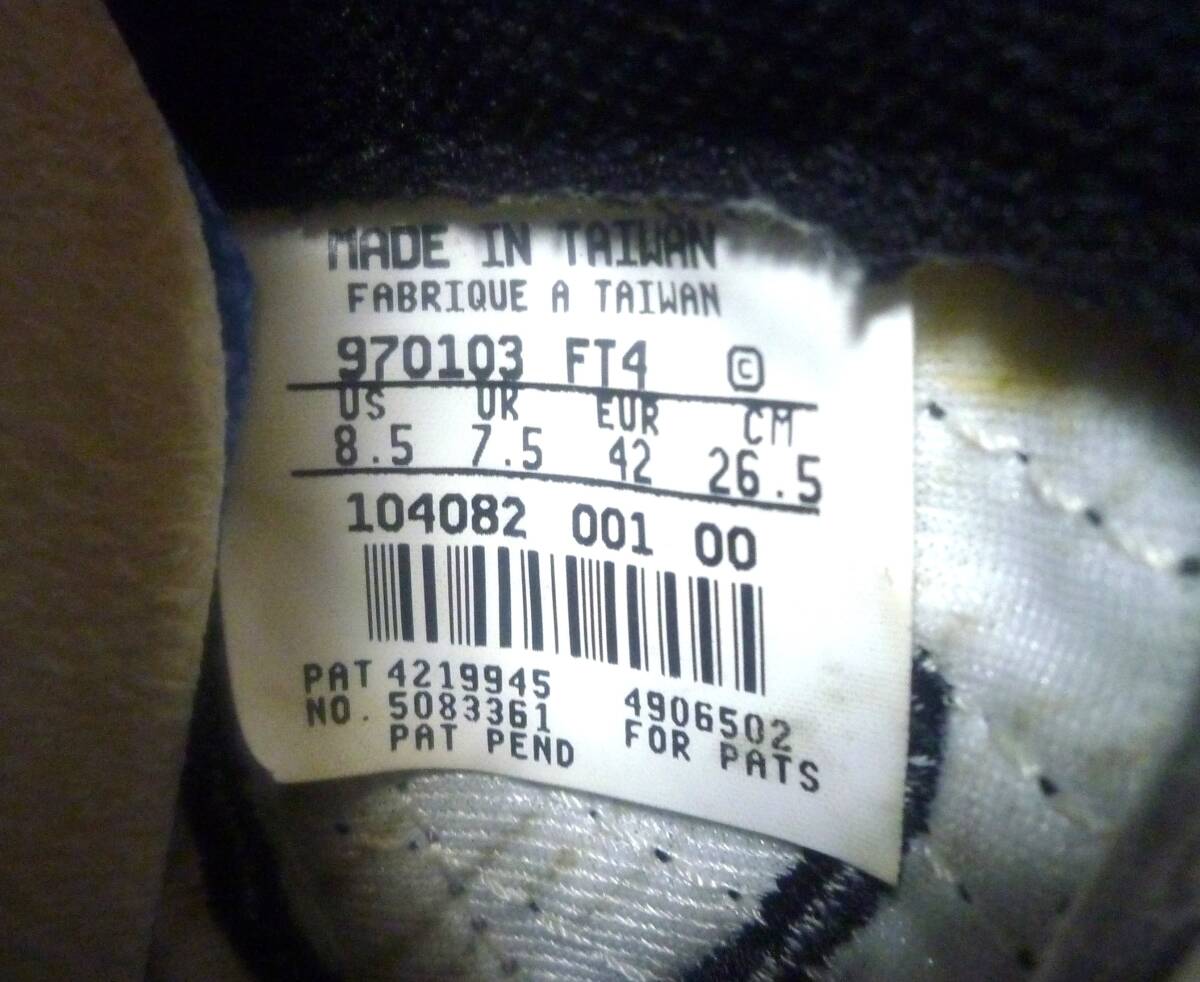 MADE IN TAIWAN
FABRIQUE A TAIWAN
970103 FT4 ©
US UK EUR CM
8.5 7.5 42 26.5
104082 001 00
PAT 4219945 4906502
NO. 5083361 FOR PATS
PAT PEND